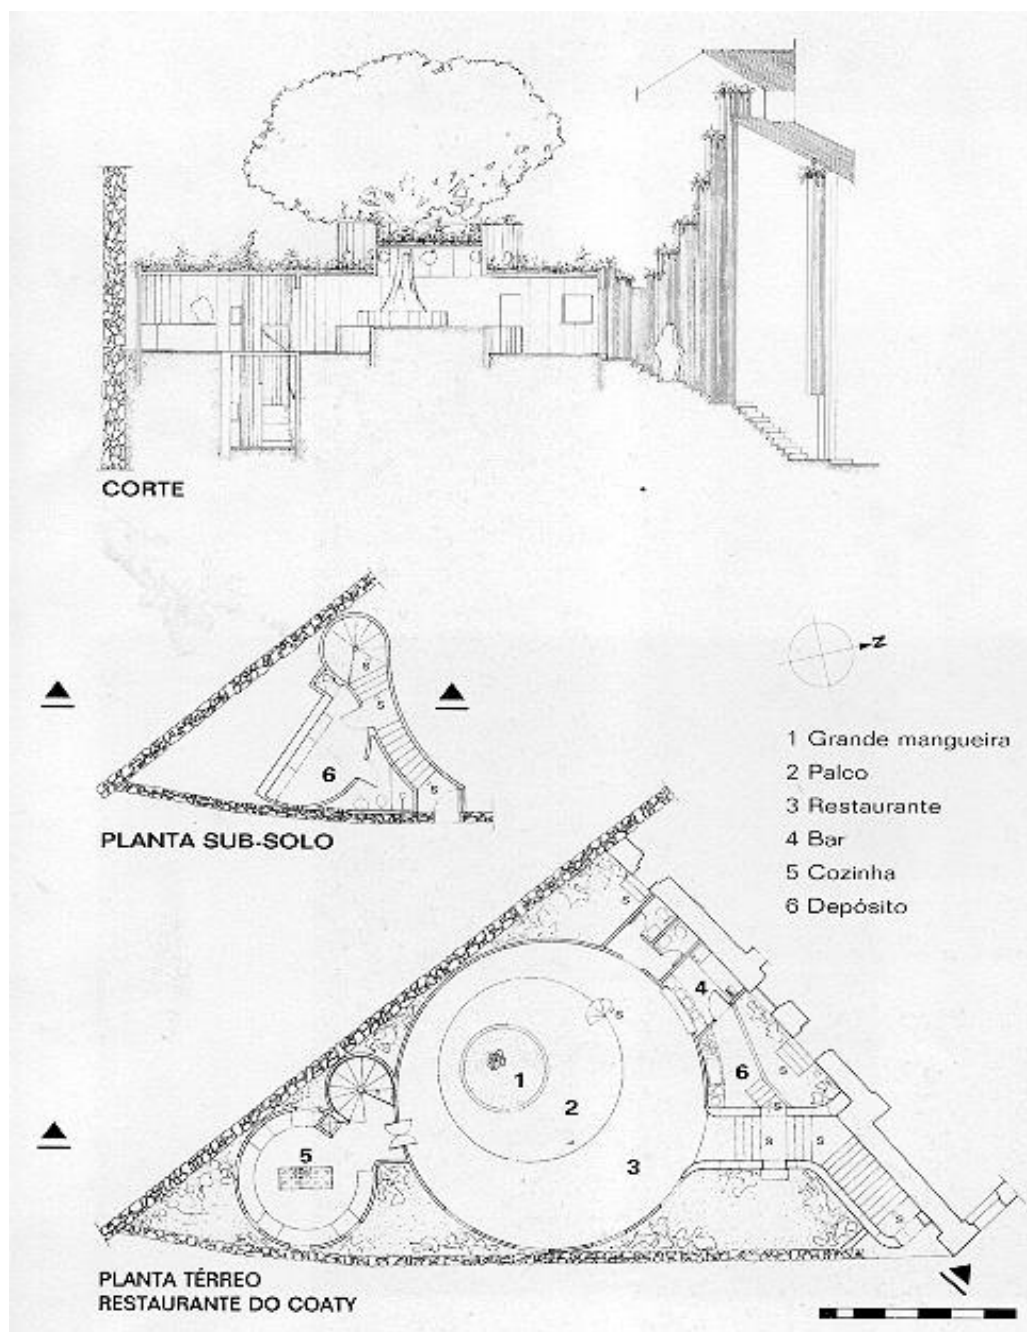 CORTE
N
1 Grande mangueira
2 Palco
3 Restaurante
4 Bar
5 Cozinha
6 Depósito
S
S
6
S
PLANTA SUB-SOLO
S
4
S
1
6
S
2
S
S
S
5
3
S
PLANTA TÉRREO
RESTAURANTE DO COATY